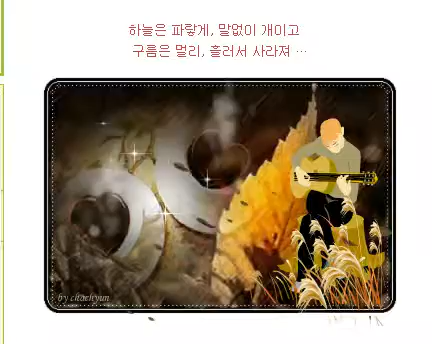 하늘은 파랗게, 말없이 개이고
구름은 멀리, 흘러서 사라져 …
by chaehyun